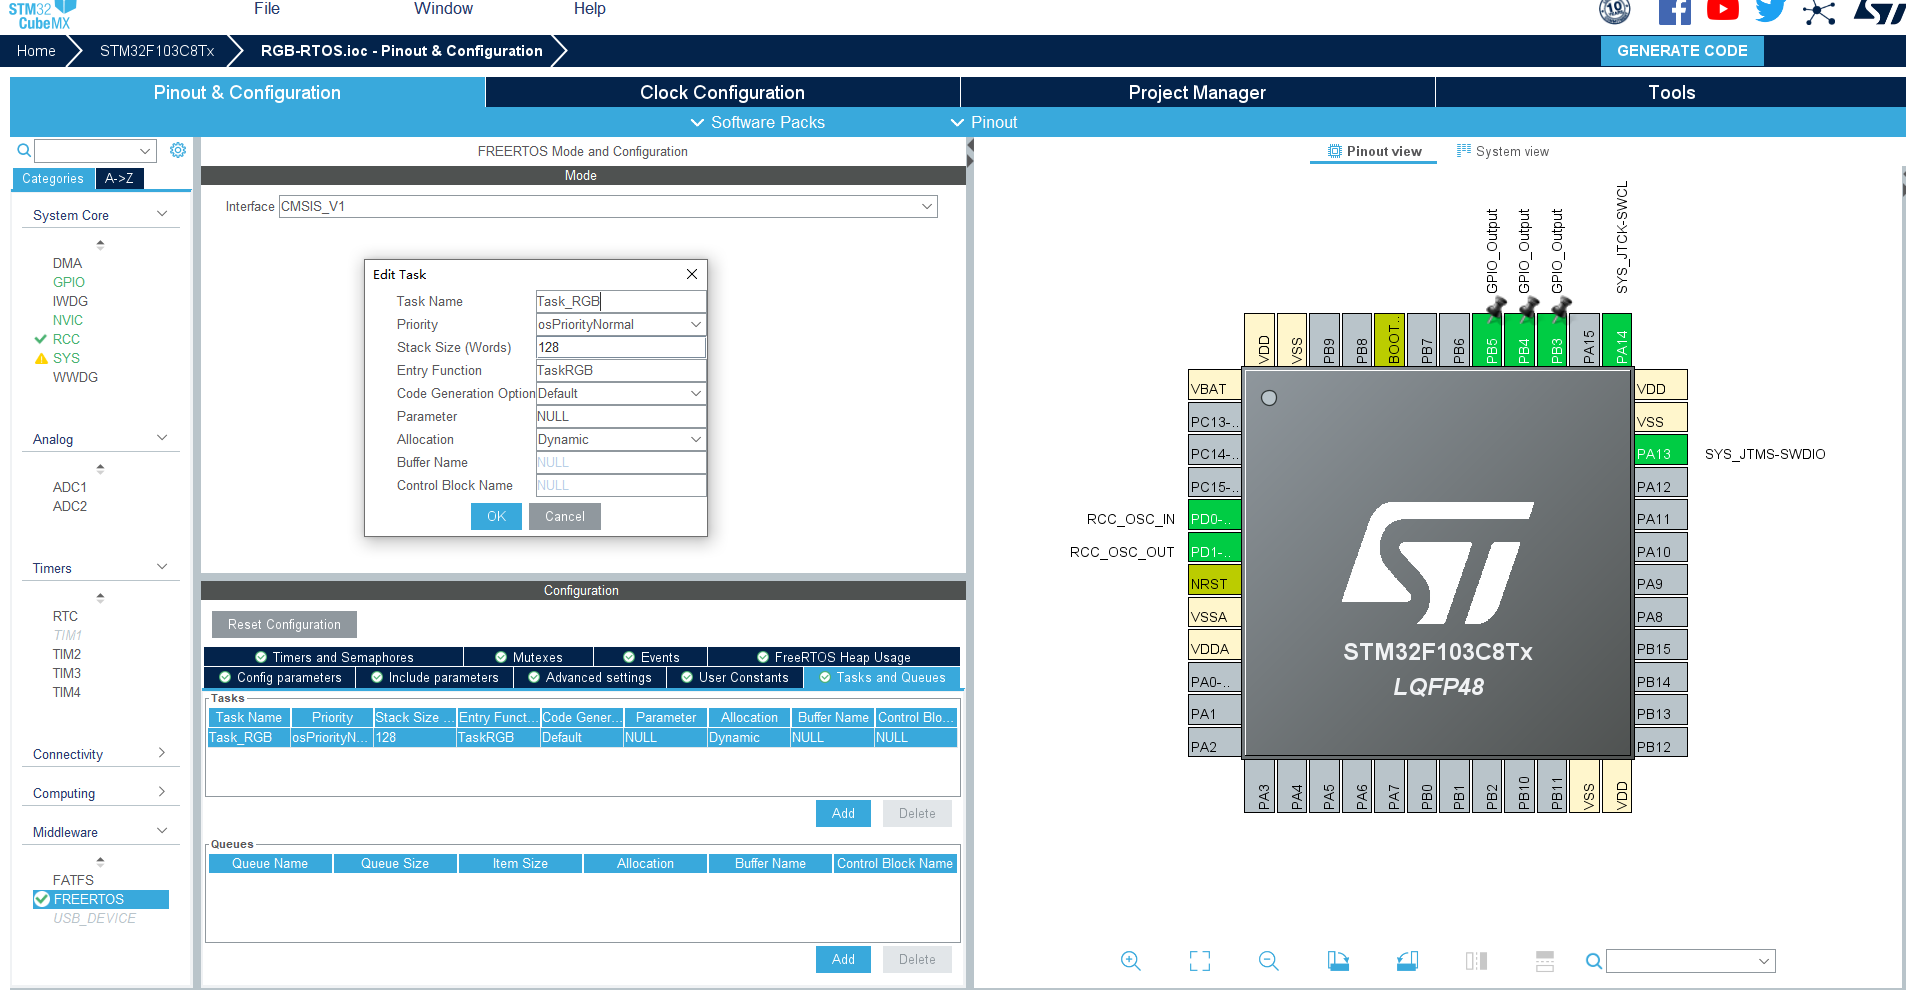 STM32
CubeMX
File
Window
Help
10
Home
STM32F103C8Tx
RGB-RTOS.ioc - Pinout & Configuration
GENERATE CODE
Pinout & Configuration
Clock Configuration
Project Manager
Tools
Software Packs
Pinout
Categories
A->Z
System Core
DMA
GPIO
IWDG
NVIC
RCC
SYS
WWDG
Analog
ADC1
ADC2
Timers
RTC
TIM1
TIM2
TIM3
TIM4
Connectivity
Computing
Middleware
FATFS
FREERTOS
USB_DEVICE
FREERTOS Mode and Configuration
Mode
Interface CMSIS_V1
Edit Task
Task Name Task_RGB
Priority osPriorityNormal
Stack Size (Words) 128
Entry Function TaskRGB
Code Generation Option Default
Parameter NULL
Allocation Dynamic
Buffer Name NULL
Control Block Name NULL
OK Cancel
Configuration
Reset Configuration
Timers and Semaphores Mutexes Events FreeRTOS Heap Usage
Config parameters Include parameters Advanced settings User Constants Tasks and Queues
Tasks
Task Name Priority Stack Size ... Entry Funct... Code Gener... Parameter Allocation Buffer Name Control Blo...
Task_RGB osPriorityN... 128 TaskRGB Default NULL Dynamic NULL NULL
Add Delete
Queues
Queue Name Queue Size Item Size Allocation Buffer Name Control Block Name
Add Delete
Pinout view
System view
GPIO_Output
GPIO_Output
GPIO_Output
SYS_JTCK-SWCL
VDD
VSS
PB9
PB8
BOOT...
PB7
PB6
PB5
PB4
PB3
PA15
PA14
VBAT
PC13-..
PC14-..
PC15-..
RCC_OSC_IN PD0-..
RCC_OSC_OUT PD1-..
NRST
VSSA
VDDA
PA0-..
PA1
PA2
STM32F103C8Tx
LQFP48
VDD
VSS
PA13 SYS_JTMS-SWDIO
PA12
PA11
PA10
PA9
PA8
PB15
PB14
PB13
PB12
PA3
PA4
PA5
PA6
PA7
PB0
PB1
PB2
PB10
PB11
VSS
VDD